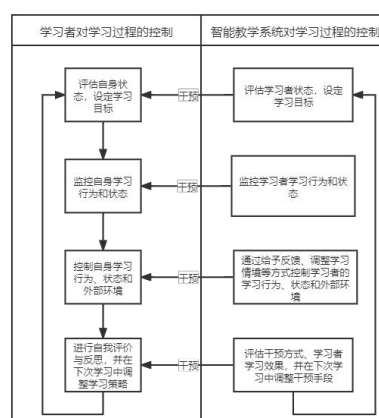 学习者对学习过程的控制
智能教学系统对学习过程的控制
评估自身状
态，设定学习
目标
干预
评估学习者状态，设定
学习目标
监控自身学习
行为和状态
干预
监控学习者学习行为和状
态
控制自身学习
行为、状态和
外部环境
干预
通过给予反馈、调整学习
情境等方式控制学习者的
学习行为、状态和外部环
境
进行自我评价
与反思，并在
下次学习中调
整学习策略
干预
评估干预方式、学习者
学习效果，并在下次学
习中调整干预手段